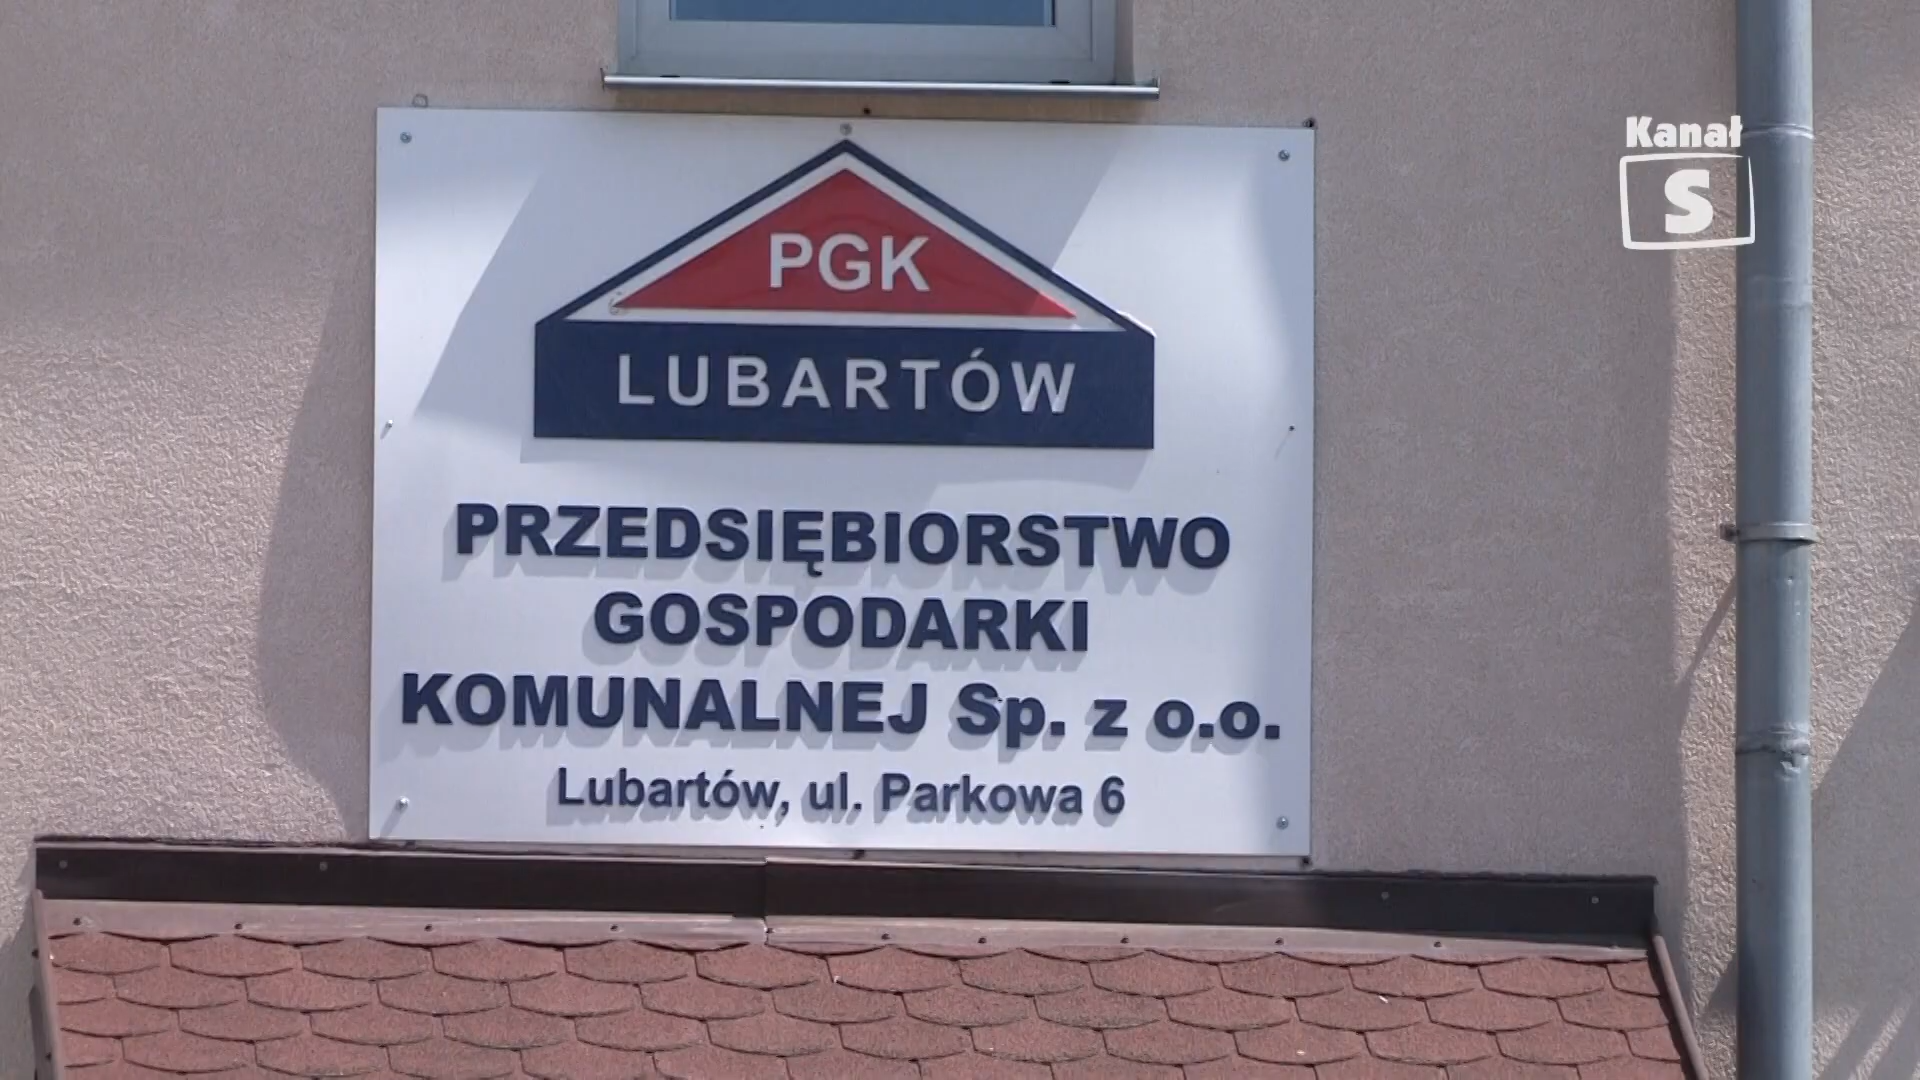 Kanał
S
PGK
LUBARTÓW
PRZEDSIĘBIORSTWO
GOSPODARKI
KOMUNALNEJ Sp. z o.o.
Lubartów, ul. Parkowa 6